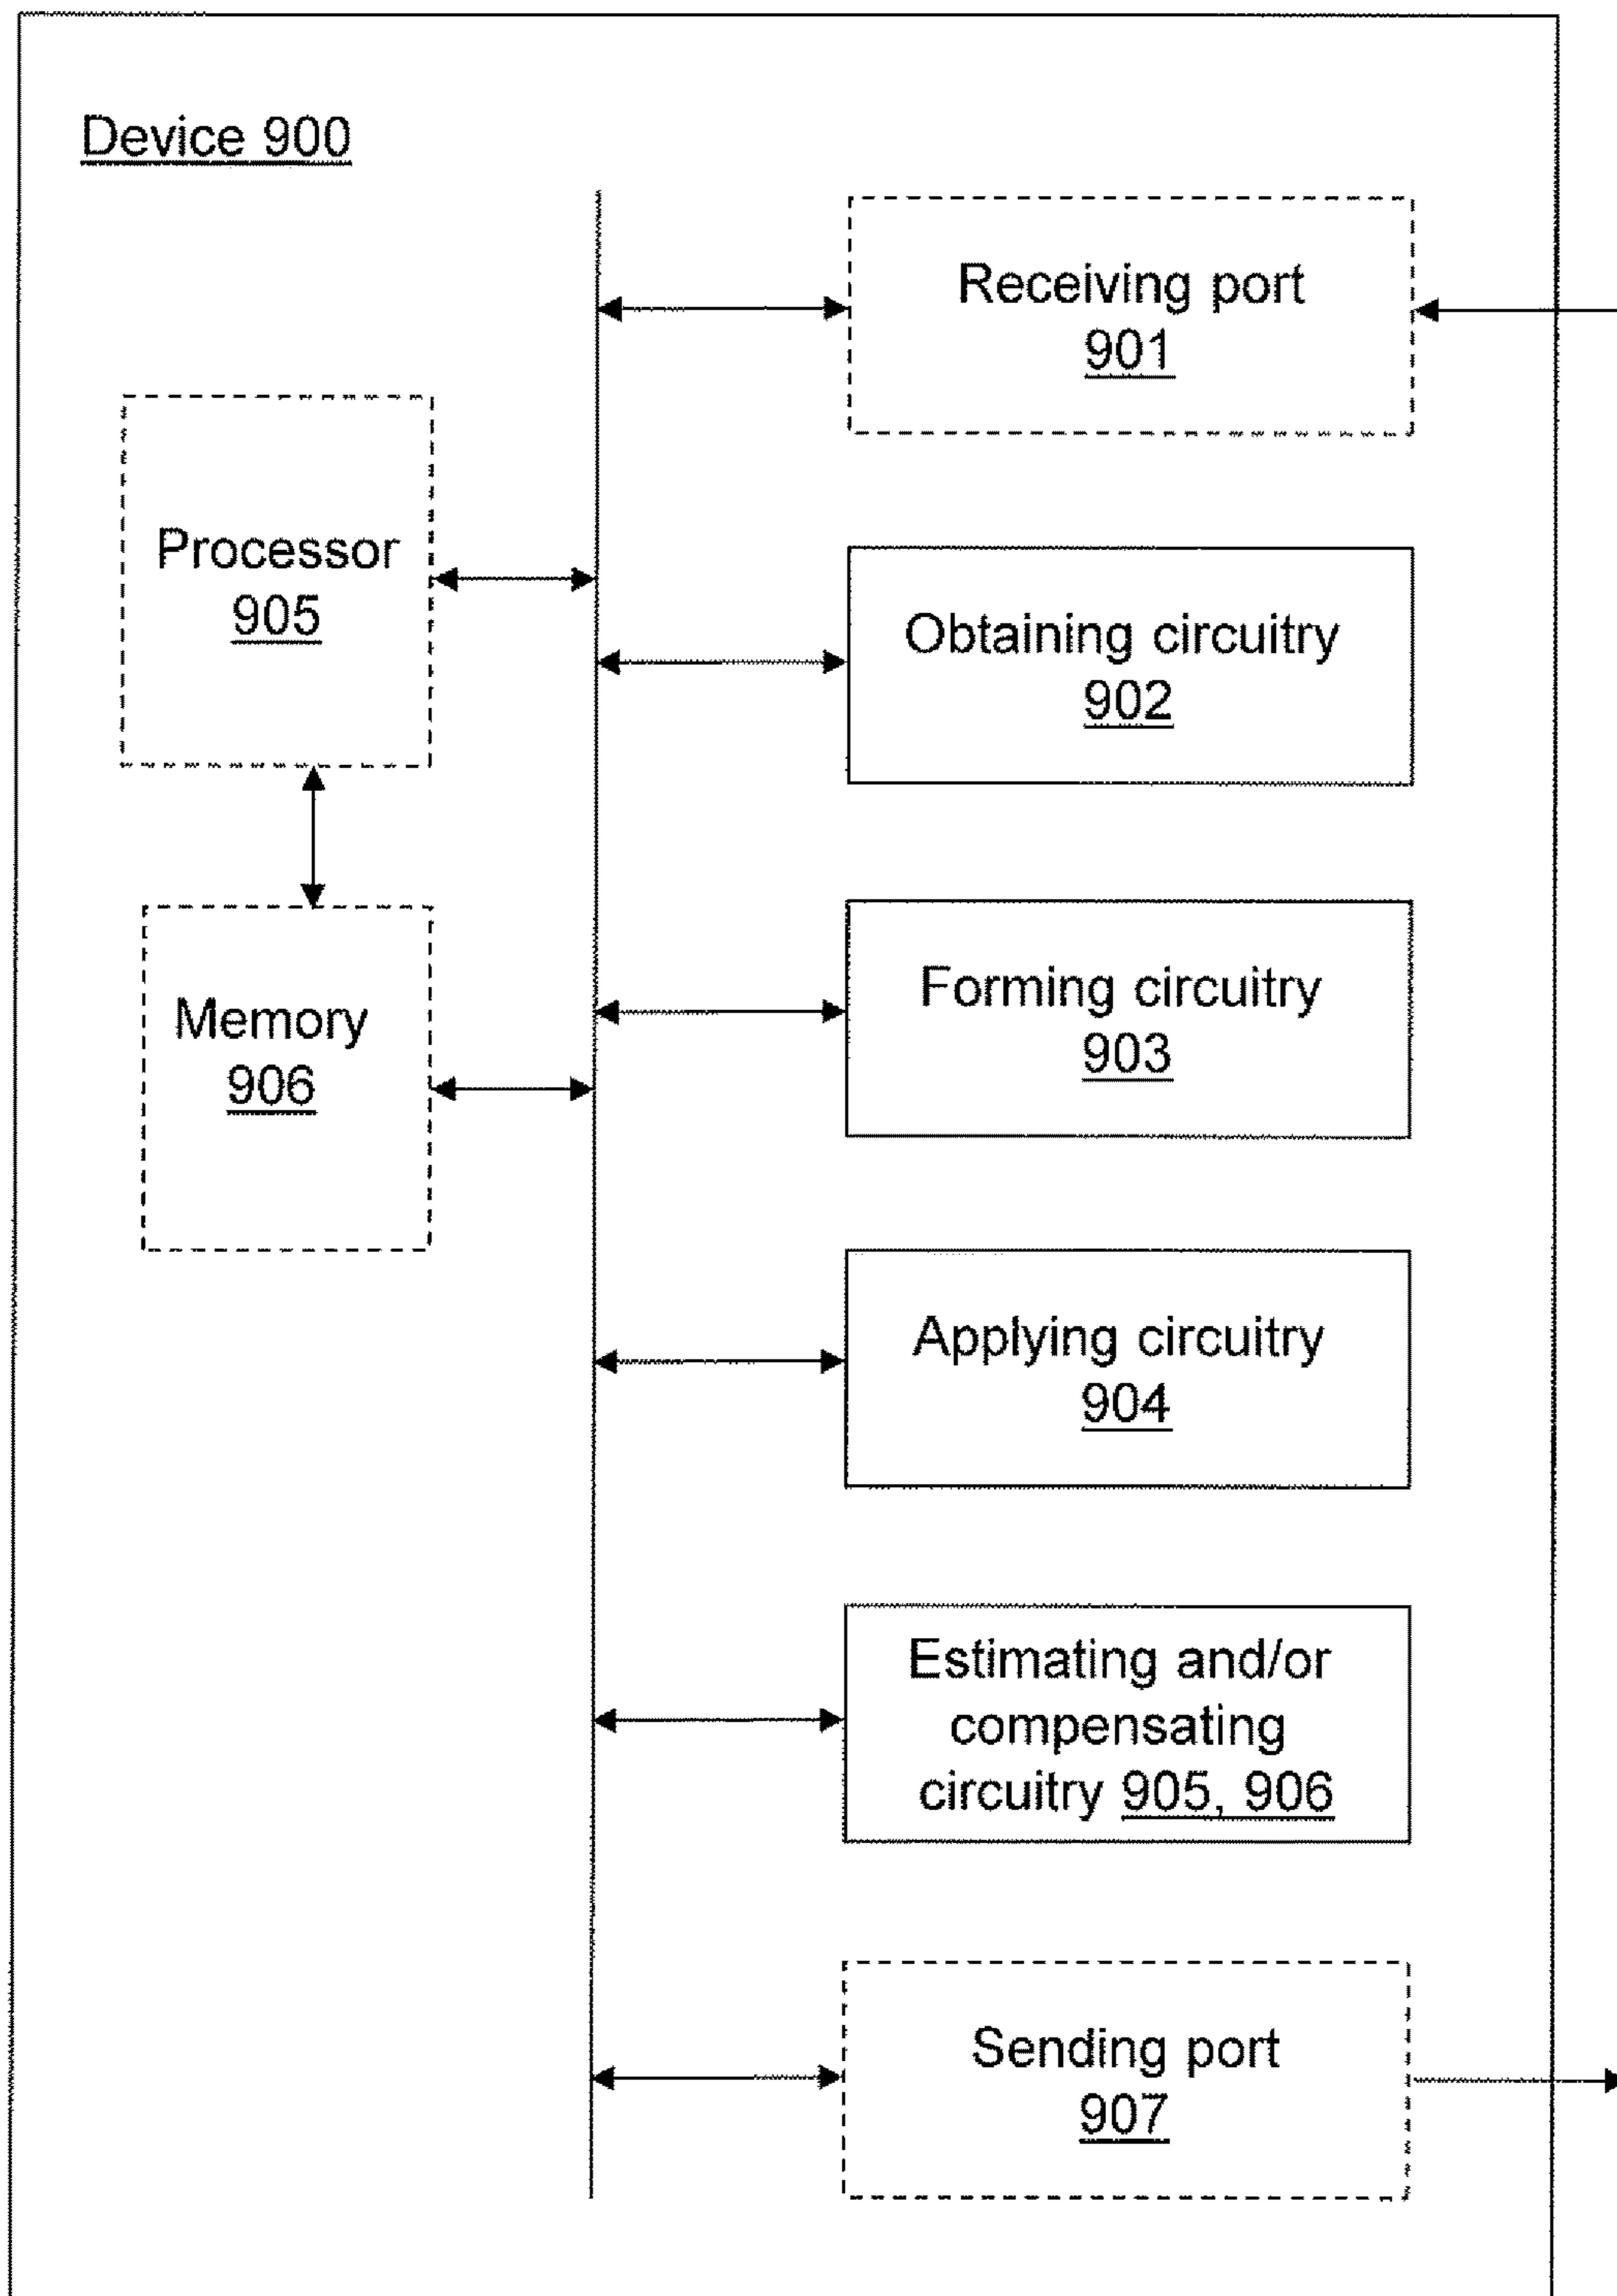 Device 900
Receiving port
901
Processor
905
Obtaining circuitry
902
Memory
906
Forming circuitry
903
Applying circuitry
904
Estimating and/or
compensating
circuitry 905, 906
Sending port
907